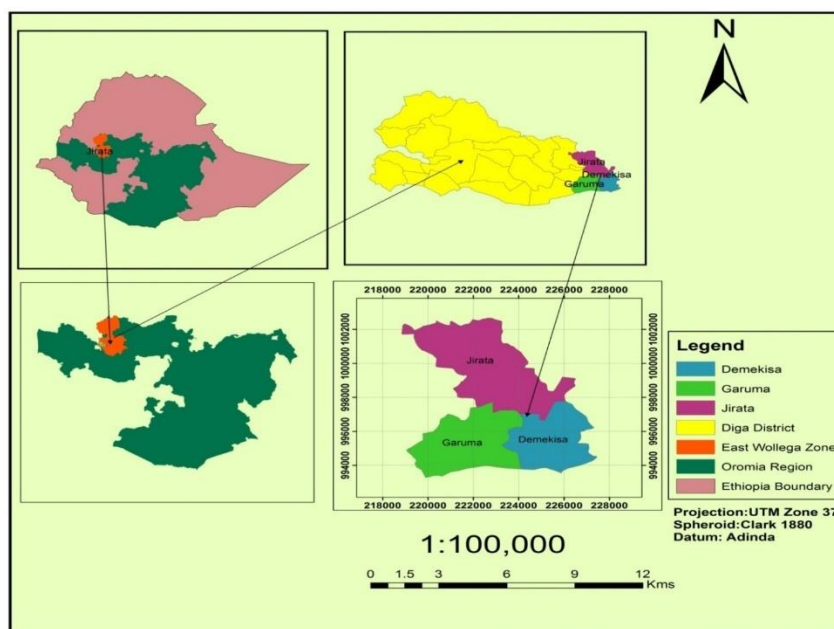 N
Jirata
Jirata
Demekisa
Garuma
218000 220000 222000 224000 226000 228000
1002000
1000000
998000
996000
994000
1002000
1000000
998000
996000
994000
Jirata
Garuma
Demekisa
218000 220000 222000 224000 226000 228000
Legend
Demekisa
Garuma
Jirata
Diga District
East Wollega Zone
Oromia Region
Ethiopia Boundary
Projection:UTM Zone 37
Spheroid:Clark 1880
Datum: Adinda
1:100,000
0 1.5 3 6 9 12
Kms